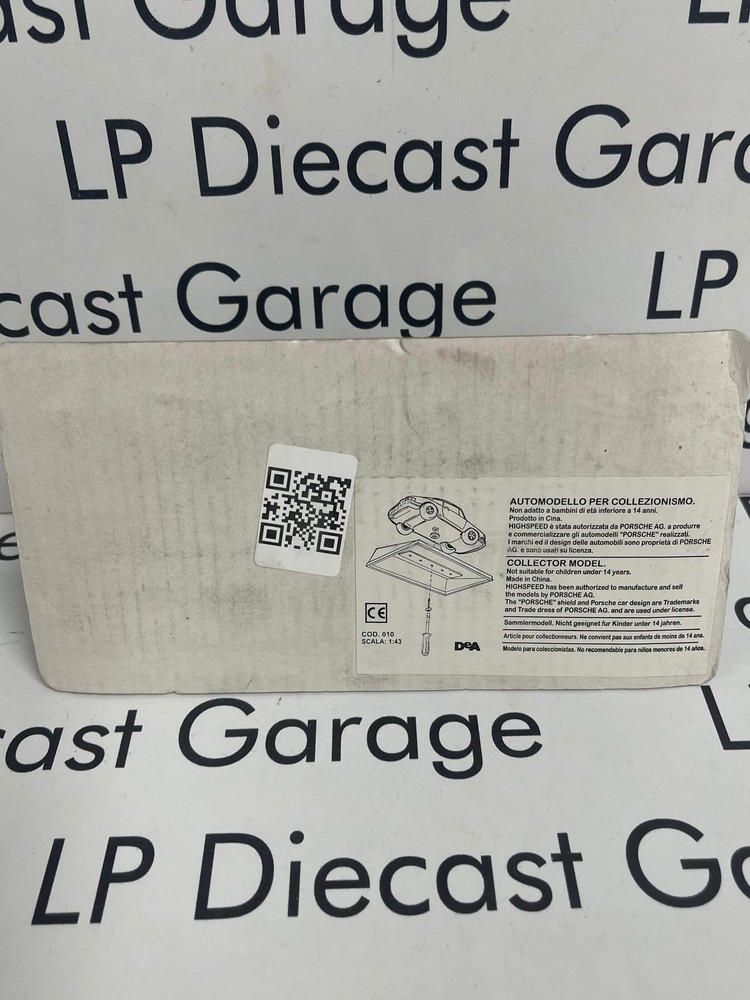 ast Garage
LP Diecast Gara
cast Garage LP
AUTOMODELLO PER COLLEZIONISMO.
Non adatto a bambini di età inferiore a 14 anni.
Prodotto in Cina.
HIGHSPEED è stata autorizzata da PORSCHE AG. a produrre
e commercializzare gli automodelli "PORSCHE" realizzati.
I marchi ed il design delle automobili sono proprietà di PORSCHE
AG. e sono usati su licenza.
COLLECTOR MODEL.
Not suitable for children under 14 years.
Made in China.
HIGHSPEED has been authorized to manufacture and sell
the models by PORSCHE AG.
The "PORSCHE" shield and Porsche car design are Trademarks
and Trade dress of PORSCHE AG. and are used under license.
Sammlermodell. Nicht geeignet fur Kinder unter 14 jahren.
Article pour collectionneurs. Ne convient pas aux enfants de moins de 14 ans.
Modelo para coleccionistas. No recomendable para niños menores de 14 años.
CE
COD. 010
SCALA: 1:43
DeA
cast Garage L
LP Diecast Ga